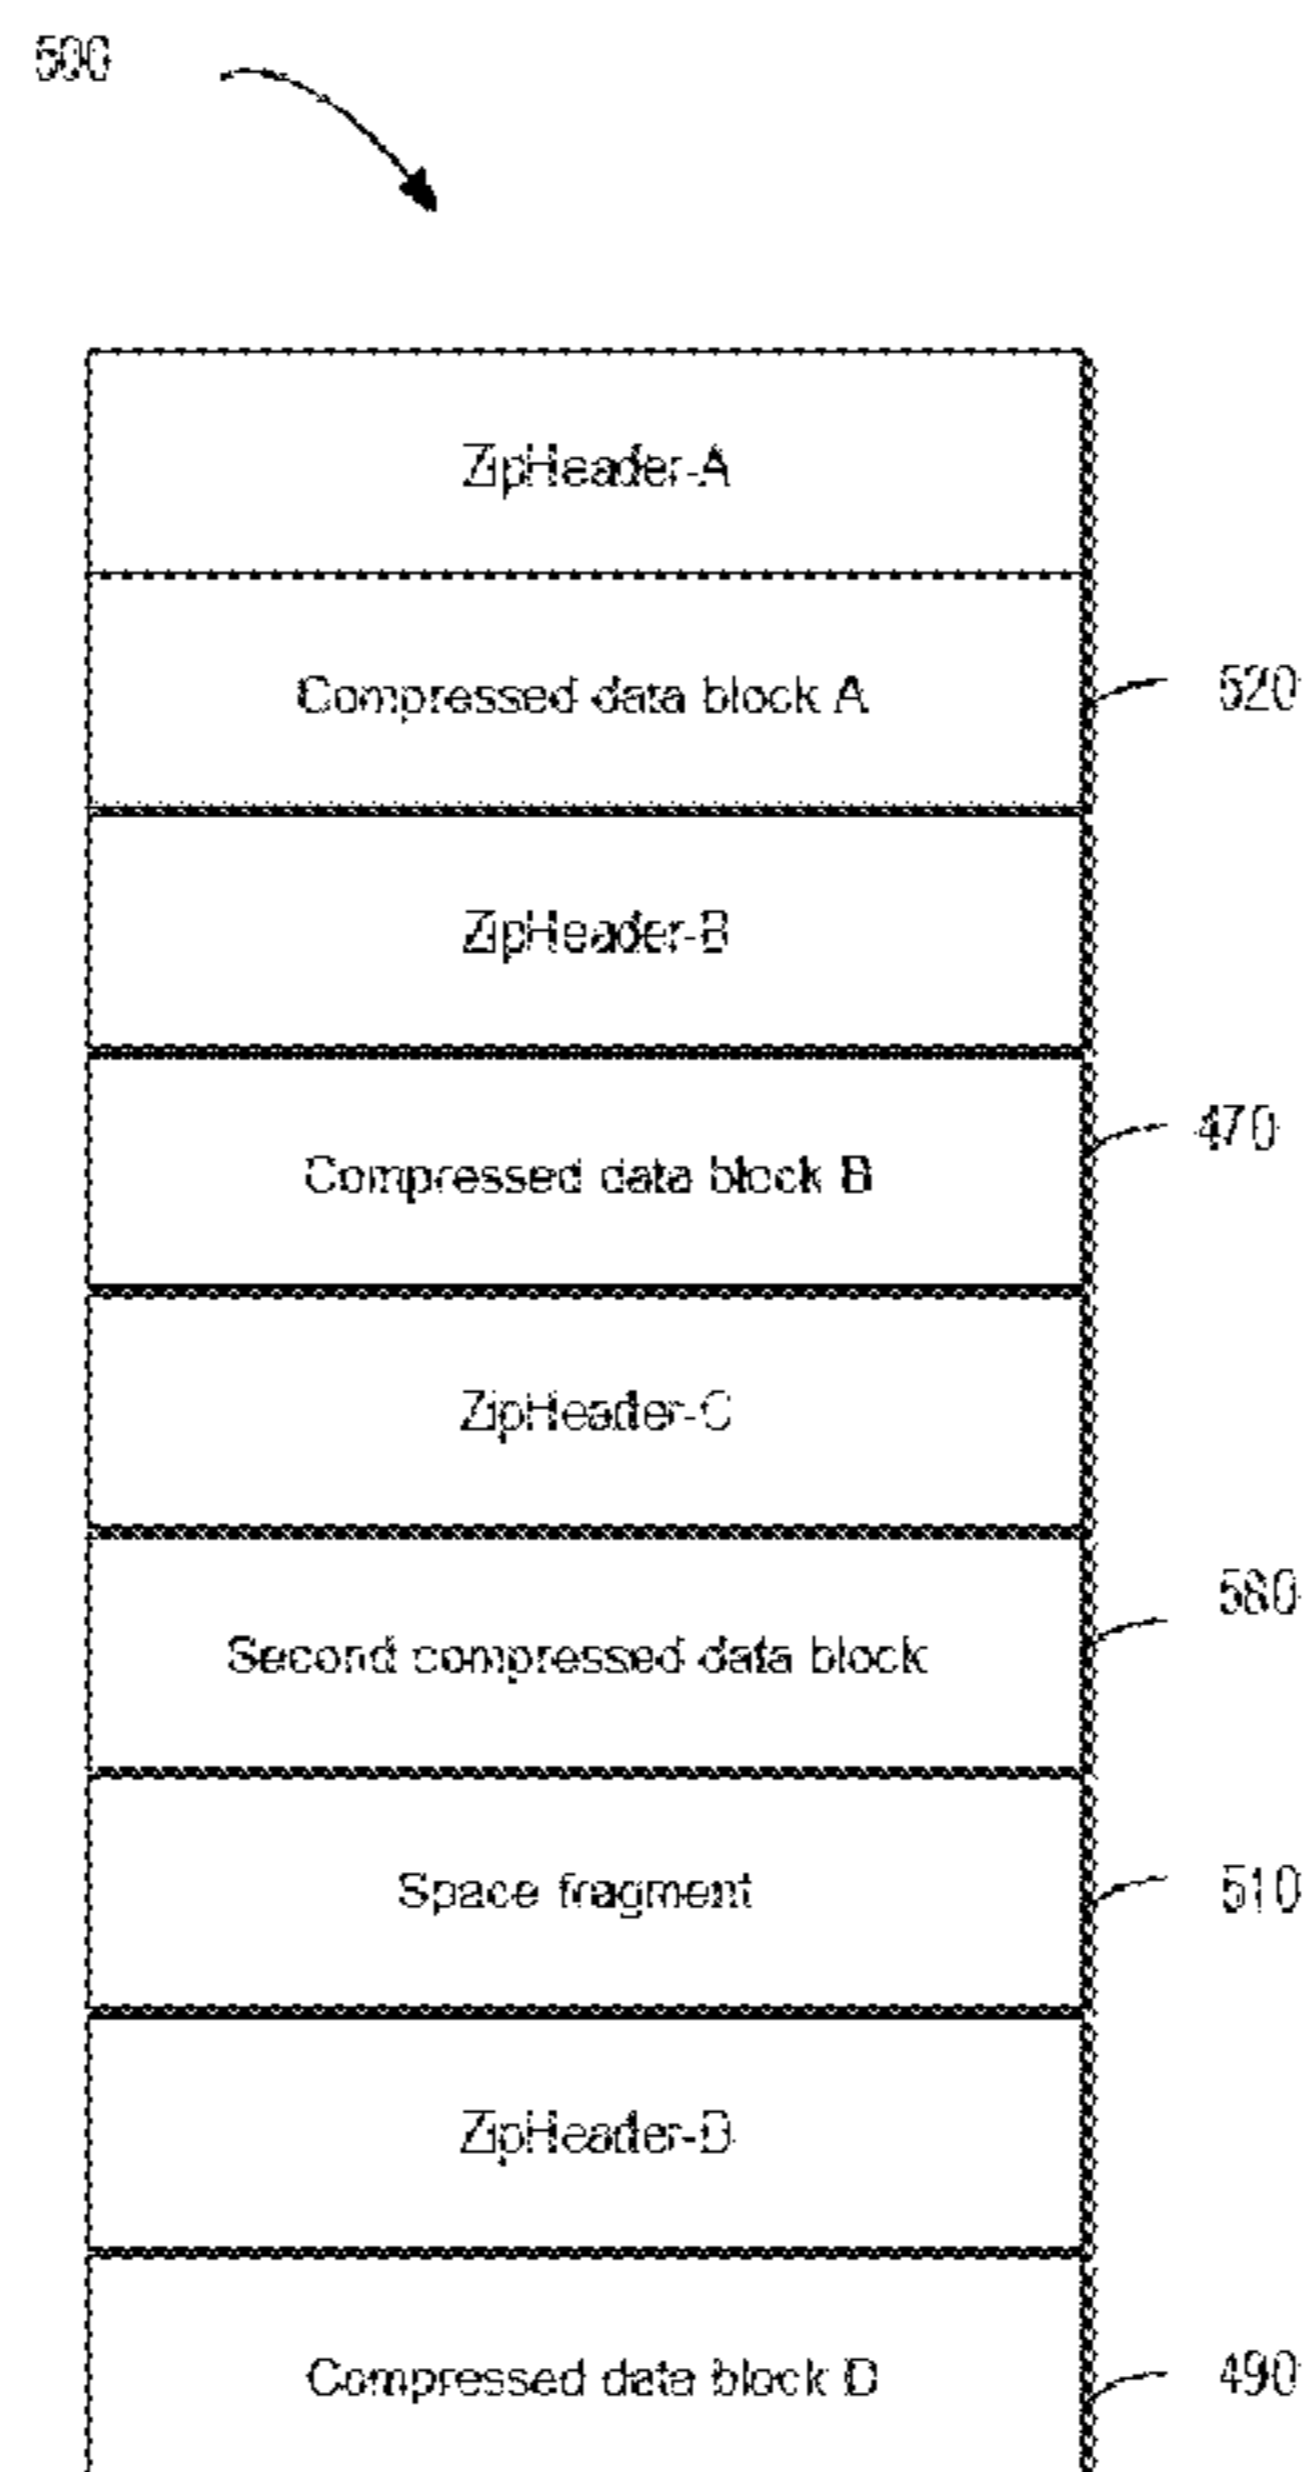 500
ZipHeader-A
Compressed data block A
520
ZipHeader-B
470
Compressed data block B
ZipHeader-C
580
Second compressed data block
Space fragment
510
ZipHeader-D
Compressed data block D
490